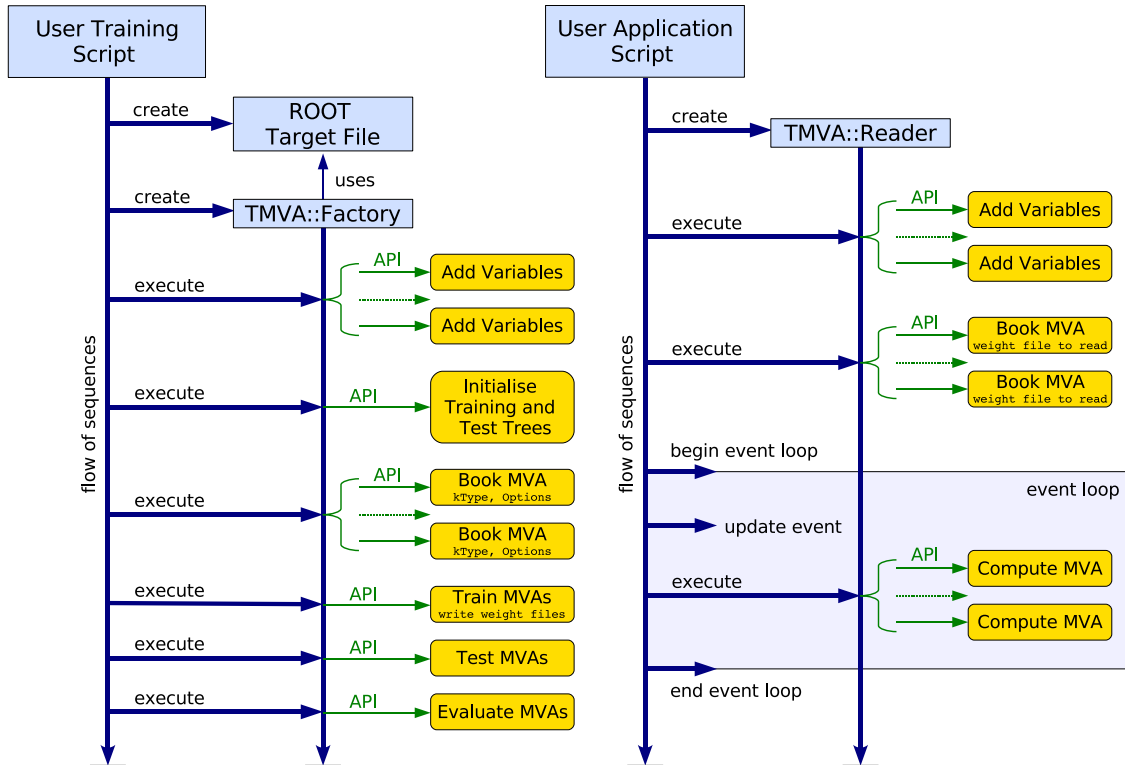 User Training
Script
create
ROOT
Target File
uses
create
TMVA::Factory
execute
API
Add Variables
Add Variables
flow of sequences
execute
API
Initialise
Training and
Test Trees
execute
API
Book MVA
kType, Options
Book MVA
kType, Options
execute
API
Train MVAs
write weight files
execute
API
Test MVAs
execute
API
Evaluate MVAs
User Application
Script
create
TMVA::Reader
execute
API
Add Variables
Add Variables
flow of sequences
execute
API
Book MVA
weight file to read
Book MVA
weight file to read
begin event loop
event loop
update event
execute
API
Compute MVA
Compute MVA
end event loop